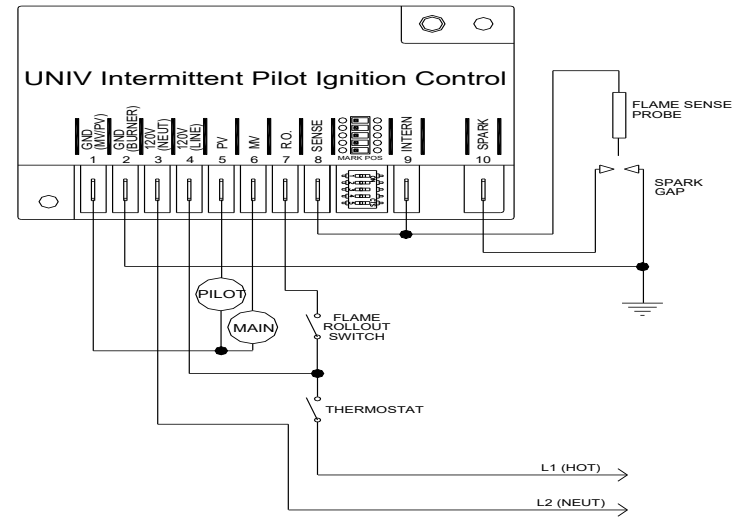 UNIV Intermittent Pilot Ignition Control
GND
(MV/PV)
GND
(BURNER)
120V
(NEUT)
120V
(LINE)
PV
MV
R.O.
SENSE
MARK POS
INTERN
SPARK
1 2 3 4 5 6 7 8 9 10
FLAME SENSE
PROBE
SPARK
GAP
PILOT
MAIN
FLAME
ROLLOUT
SWITCH
THERMOSTAT
L1 (HOT)
L2 (NEUT)